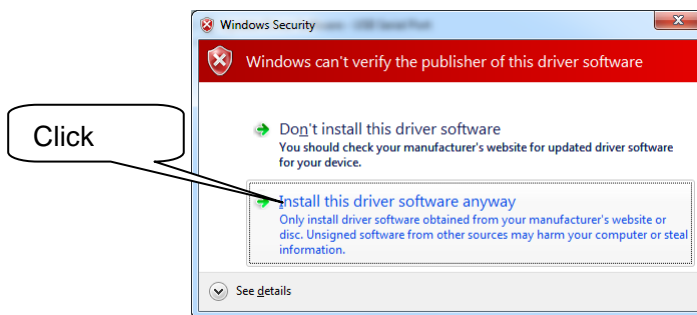 Windows Security
Windows can't verify the publisher of this driver software
Don't install this driver software
You should check your manufacturer's website for updated driver software
for your device.
Click
Install this driver software anyway
Only install driver software obtained from your manufacturer's website or
disc. Unsigned software from other sources may harm your computer or steal
information.
See details